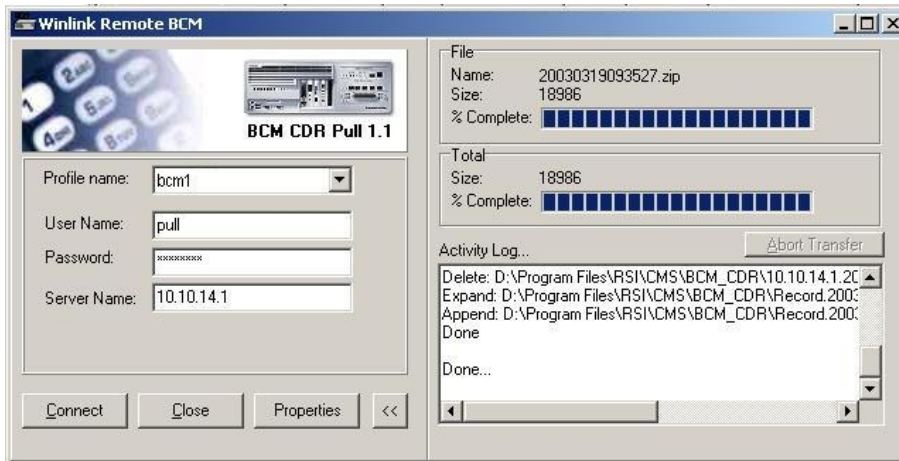 Winlink Remote BCM
BCM CDR Pull 1.1
Profile name: bcm1
User Name: pull
Password: xxxxxxxx
Server Name: 10.10.14.1
Connect Close Properties <<
File
Name: 20030319093527.zip
Size: 18986
% Complete:
Total
Size: 18986
% Complete:
Abort Transfer
Activity Log...
Delete: D:\Program Files\RSI\CMS\BCM_CDR\10.10.14.1.20
Expand: D:\Program Files\RSI\CMS\BCM_CDR\Record.2003
Append: D:\Program Files\RSI\CMS\BCM_CDR\Record.2003
Done
Done...